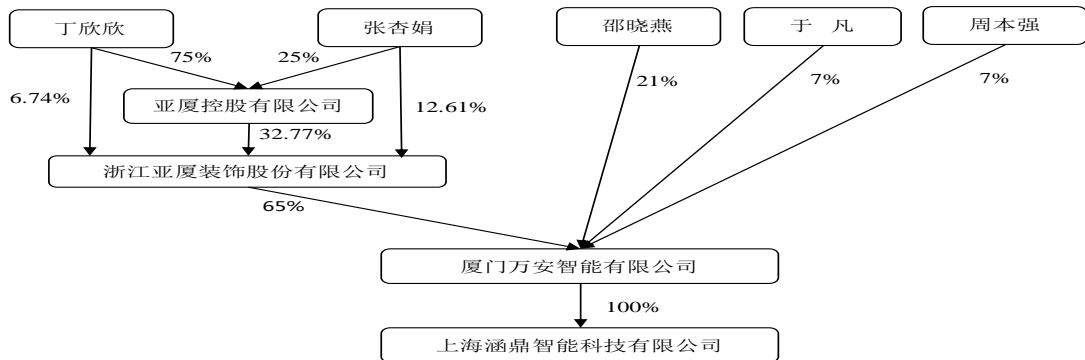 丁欣欣
张杏娟
邵晓燕
于 凡
周本强
75%
25%
21%
7%
7%
6.74%
亚厦控股有限公司
12.61%
32.77%
浙江亚厦装饰股份有限公司
65%
厦门万安智能有限公司
100%
上海涵鼎智能科技有限公司